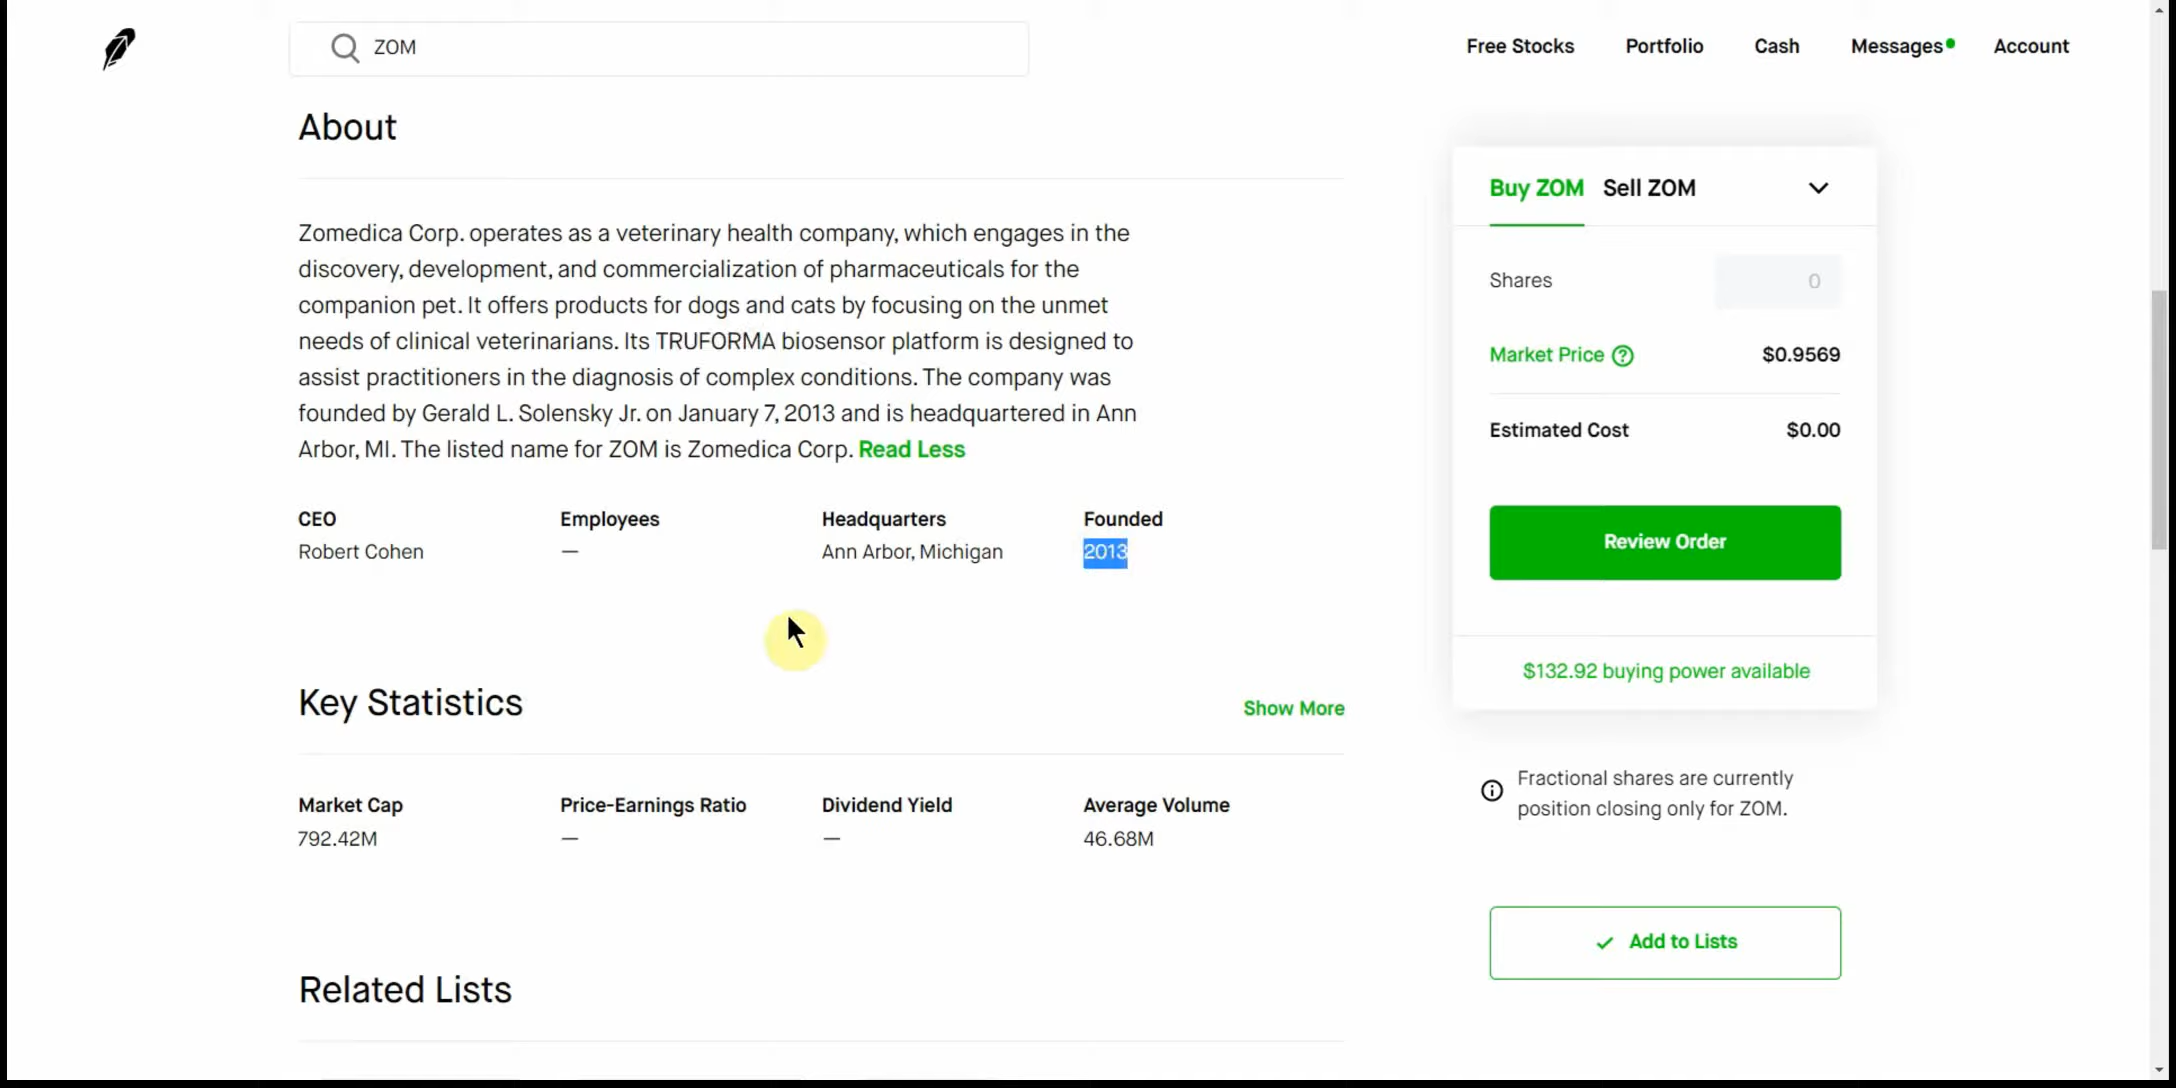 ZOM
Free Stocks
Portfolio
Cash
Messages
Account
About
Zomedica Corp. operates as a veterinary health company, which engages in the
discovery, development, and commercialization of pharmaceuticals for the
companion pet. It offers products for dogs and cats by focusing on the unmet
needs of clinical veterinarians. Its TRUFORMA biosensor platform is designed to
assist practitioners in the diagnosis of complex conditions. The company was
founded by Gerald L. Solensky Jr. on January 7, 2013 and is headquartered in Ann
Arbor, MI. The listed name for ZOM is Zomedica Corp. Read Less
CEO
Robert Cohen
Employees
—
Headquarters
Ann Arbor, Michigan
Founded
2013
Key Statistics
Show More
Market Cap
792.42M
Price-Earnings Ratio
—
Dividend Yield
—
Average Volume
46.68M
Related Lists
Buy ZOM
Sell ZOM
Shares
0
Market Price
$0.9569
Estimated Cost
$0.00
Review Order
$132.92 buying power available
Fractional shares are currently
position closing only for ZOM.
Add to Lists